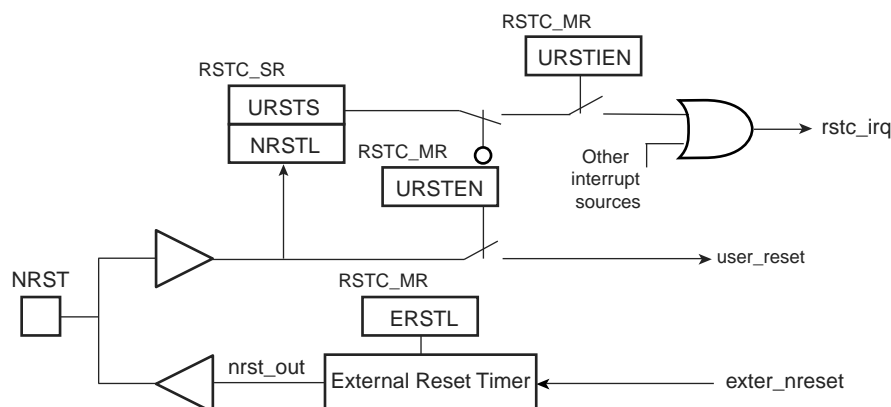 RSTC_MR
URSTIEN
RSTC_SR
URSTS
NRSTL
rstc_irq
RSTC_MR
URSTEN
Other
interrupt
sources
NRST
user_reset
RSTC_MR
ERSTL
nrst_out
External Reset Timer
exter_nreset